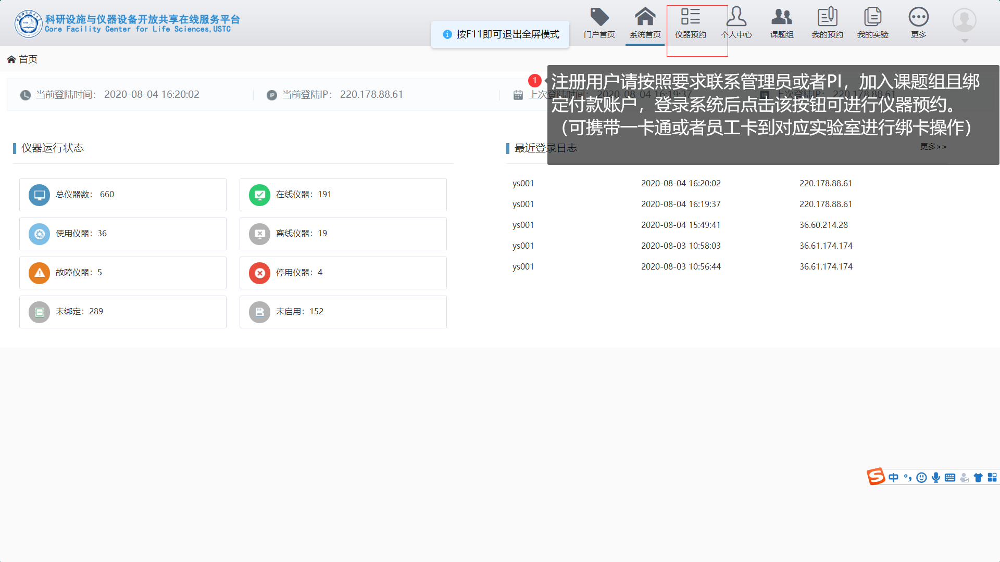 科研设施与仪器设备开放共享在线服务平台
Core Facility Center for Life Sciences,USTC
按F11即可退出全屏模式
门户首页 系统首页 仪器预约 个人中心 课题组 我的预约 我的实验 更多
首页
1
注册用户请按照要求联系管理员或者PI，加入课题组且绑
定付款账户，登录系统后点击该按钮可进行仪器预约。
（可携带一卡通或者员工卡到对应实验室进行绑卡操作）
当前登陆时间： 2020-08-04 16:20:02
IP 当前登陆IP： 220.178.88.61
上次登陆时间： 2020-08-04 16:19:37
上次登陆IP： 220.178.88.61
仪器运行状态
总仪器数： 660
在线仪器：191
使用仪器：36
离线仪器：19
故障仪器：5
停用仪器：4
未绑定：289
未启用：152
最近登录日志 更多>>
ys001 2020-08-04 16:20:02 220.178.88.61
ys001 2020-08-04 16:19:37 220.178.88.61
ys001 2020-08-04 15:49:41 36.60.214.28
ys001 2020-08-03 10:58:03 36.61.174.174
ys001 2020-08-03 10:56:44 36.61.174.174
S 中